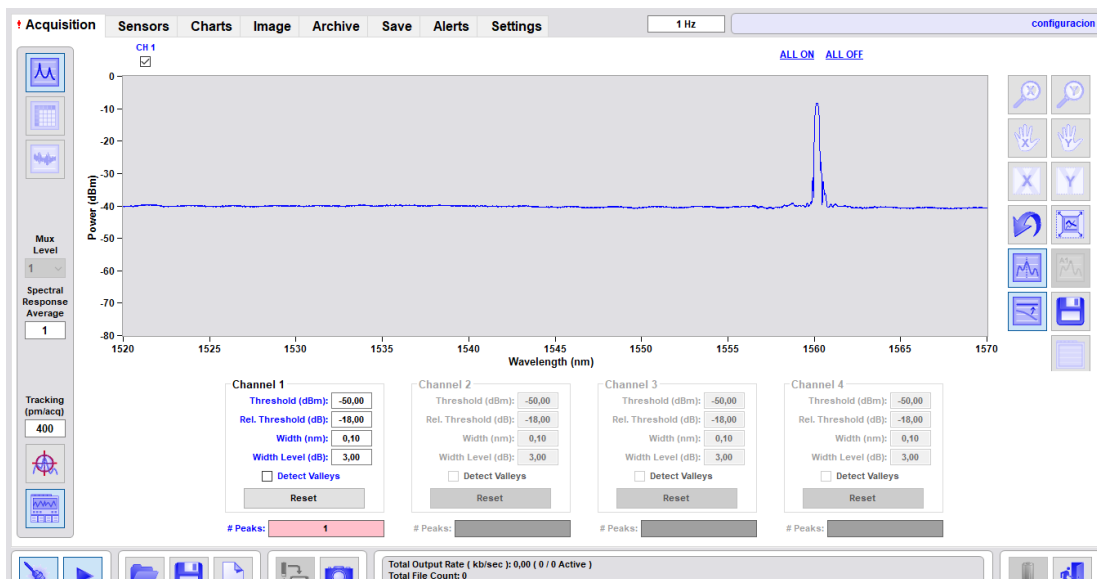 Acquisition Sensors Charts Image Archive Save Alerts Settings 1 Hz configuracion
CH 1
ALL ON ALL OFF
Mux
Level
1
Spectral
Response
Average
1
Tracking
(pm/acq)
400
Power (dBm)
0
-10
-20
-30
-40
-50
-60
-70
-80
1520 1525 1530 1535 1540 1545 1550 1555 1560 1565 1570
Wavelength (nm)
X Y
X Y
X Y
Channel 1
Threshold (dBm): -50,00
Rel. Threshold (dB): -18,00
Width (nm): 0,10
Width Level (dB): 3,00
Detect Valleys
Reset
# Peaks: 1
Channel 2
Threshold (dBm): -50,00
Rel. Threshold (dB): -18,00
Width (nm): 0,10
Width Level (dB): 3,00
Detect Valleys
Reset
# Peaks:
Channel 3
Threshold (dBm): -50,00
Rel. Threshold (dB): -18,00
Width (nm): 0,10
Width Level (dB): 3,00
Detect Valleys
Reset
# Peaks:
Channel 4
Threshold (dBm): -50,00
Rel. Threshold (dB): -18,00
Width (nm): 0,10
Width Level (dB): 3,00
Detect Valleys
Reset
# Peaks:
Total Output Rate ( kb/sec ): 0,00 ( 0 / 0 Active )
Total File Count: 0